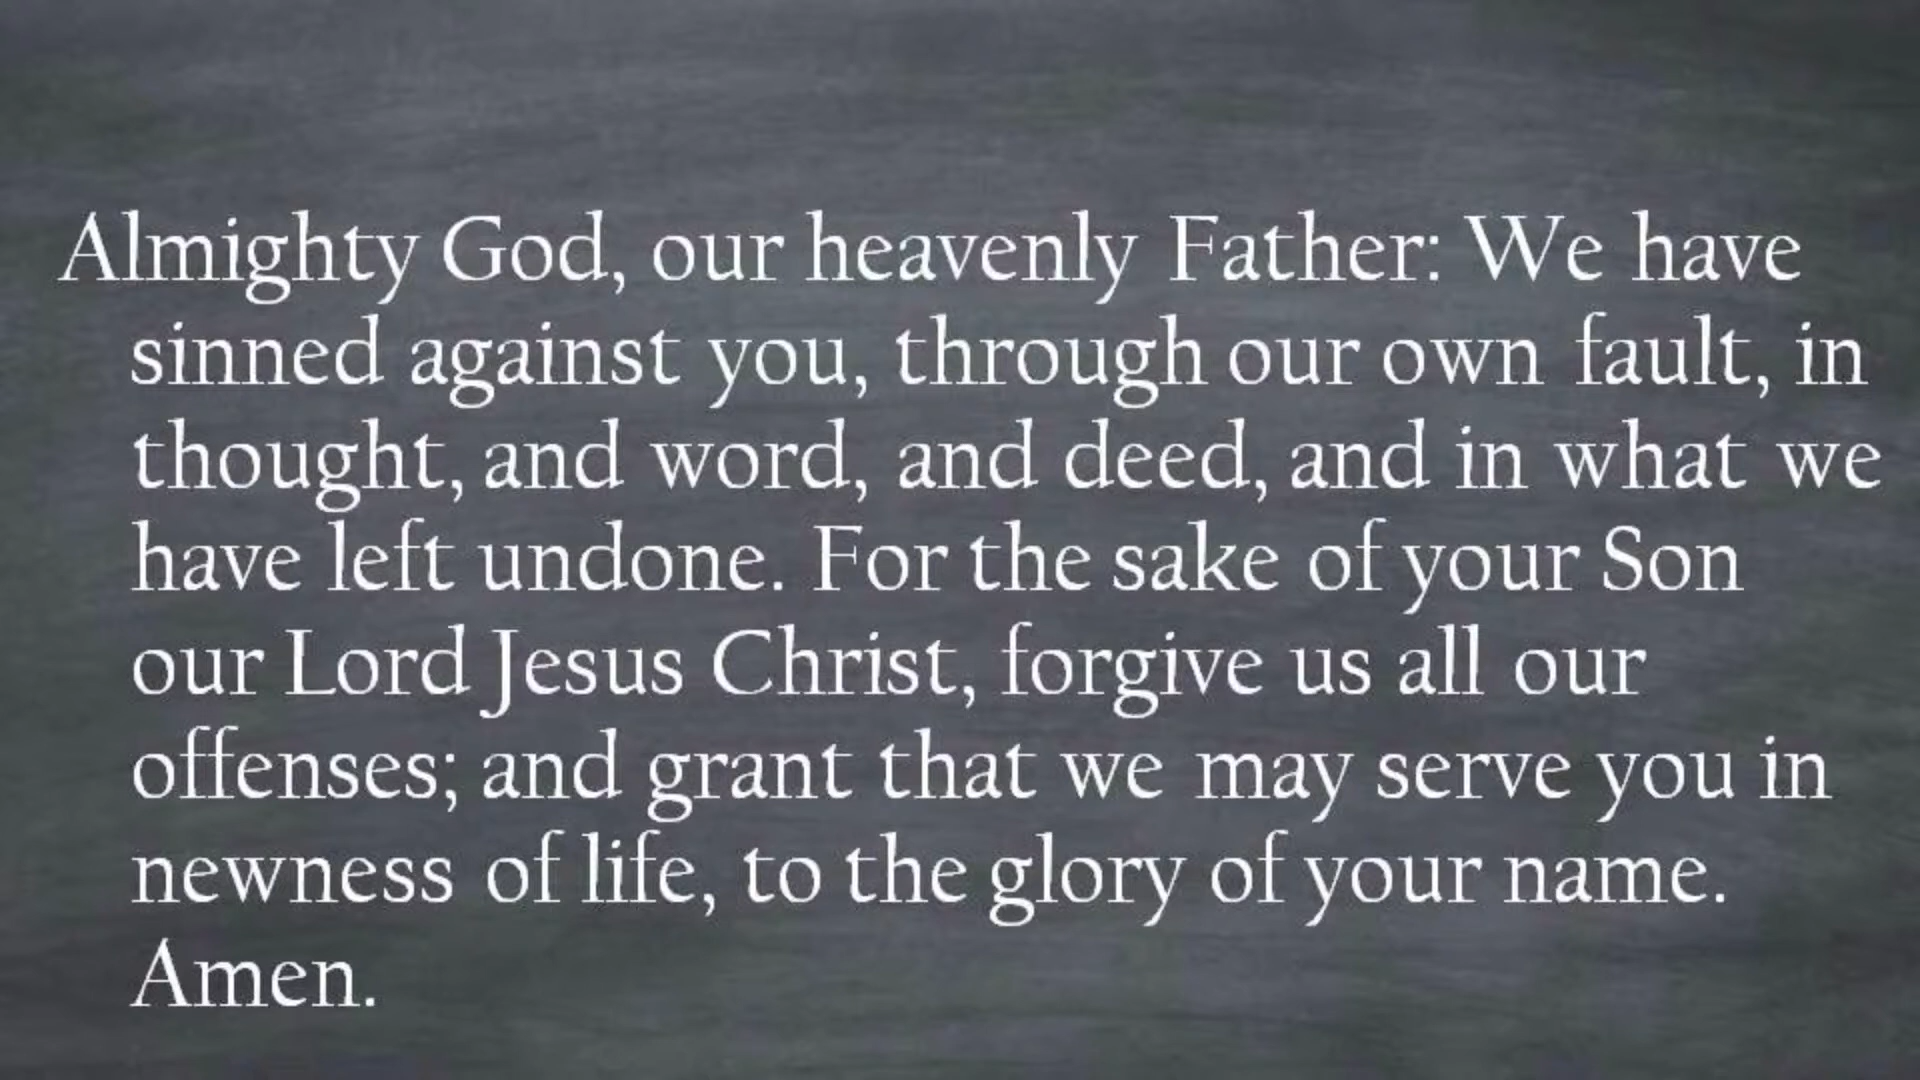 Almighty God, our heavenly Father: We have
sinned against you, through our own fault, in
thought, and word, and deed, and in what we
have left undone. For the sake of your Son
our Lord Jesus Christ, forgive us all our
offenses; and grant that we may serve you in
newness of life, to the glory of your name.
Amen.